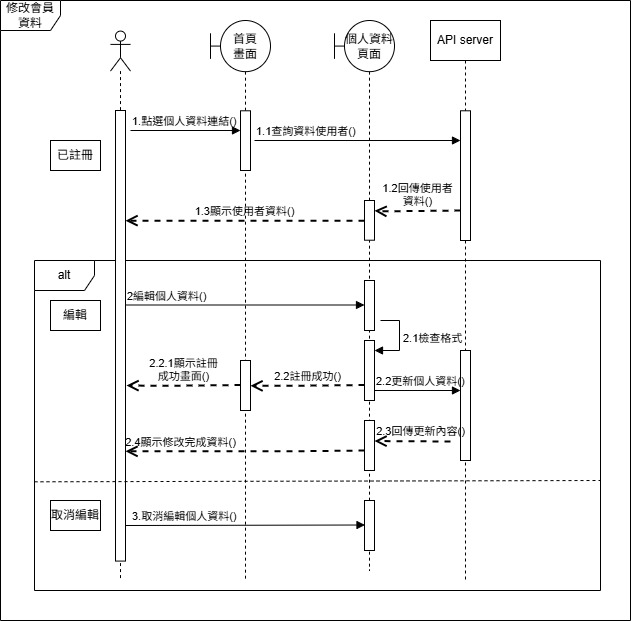 修改會員
資料
首頁
畫面
個人資料
頁面
API server
1.點選個人資料連結()
1.1查詢資料使用者()
已註冊
1.2回傳使用者
資料()
1.3顯示使用者資料()
alt
編輯
2編輯個人資料()
2.1檢查格式
2.2.1顯示註冊
成功畫面()
2.2註冊成功()
2.2更新個人資料()
2.3回傳更新內容()
2.4顯示修改完成資料()
取消編輯
3.取消編輯個人資料()